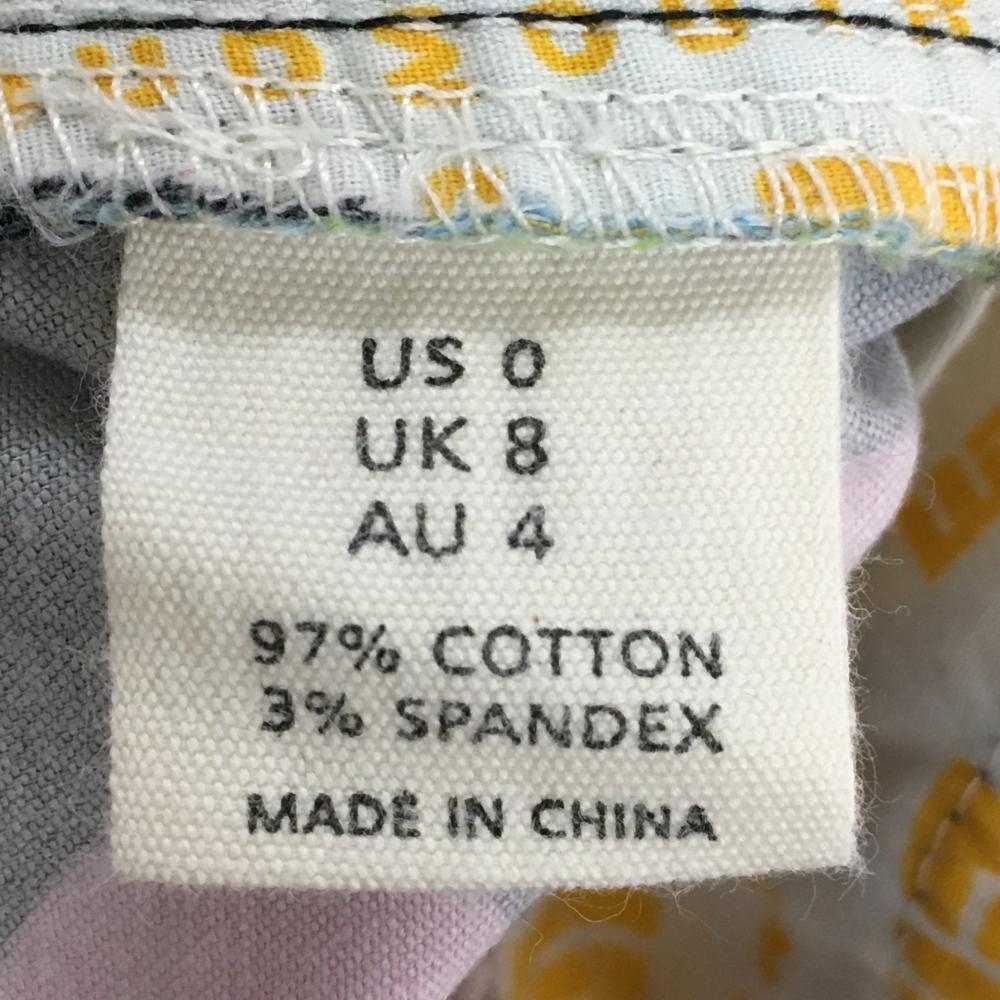 US 0
UK 8
AU 4
97% COTTON
3% SPANDEX
MADE IN CHINA